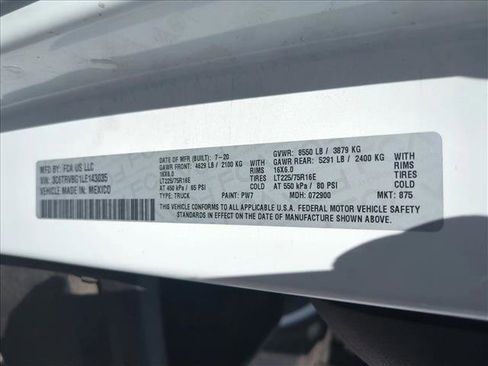 MFD BY: FCA US LLC
VIN: 3C6TRVBG1LE143035
VEHICLE MADE IN: MEXICO
DATE OF MFR (BUILT): 7-20
GAWR FRONT: 4629 LB / 2100 KG
16X6.0 WITH RIMS
LT225/75R16E TIRES
AT 450 kPa / 65 PSI
TYPE: TRUCK
GVWR: 8550 LB / 3879 KG
GAWR REAR: 5291 LB / 2400 KG
16X6.0 WITH RIMS
LT225/75R16E TIRES
AT 550 kPa / 80 PSI
PAINT: PW7 MDH: 072900 MKT: 875
CONFORMS TO ALL APPLICABLE U.S.A. FEDERAL MOTOR VEHICLE SAFETY
STANDARDS IN EFFECT ON THE DATE OF MANUFACTURE SHOWN ABOVE.